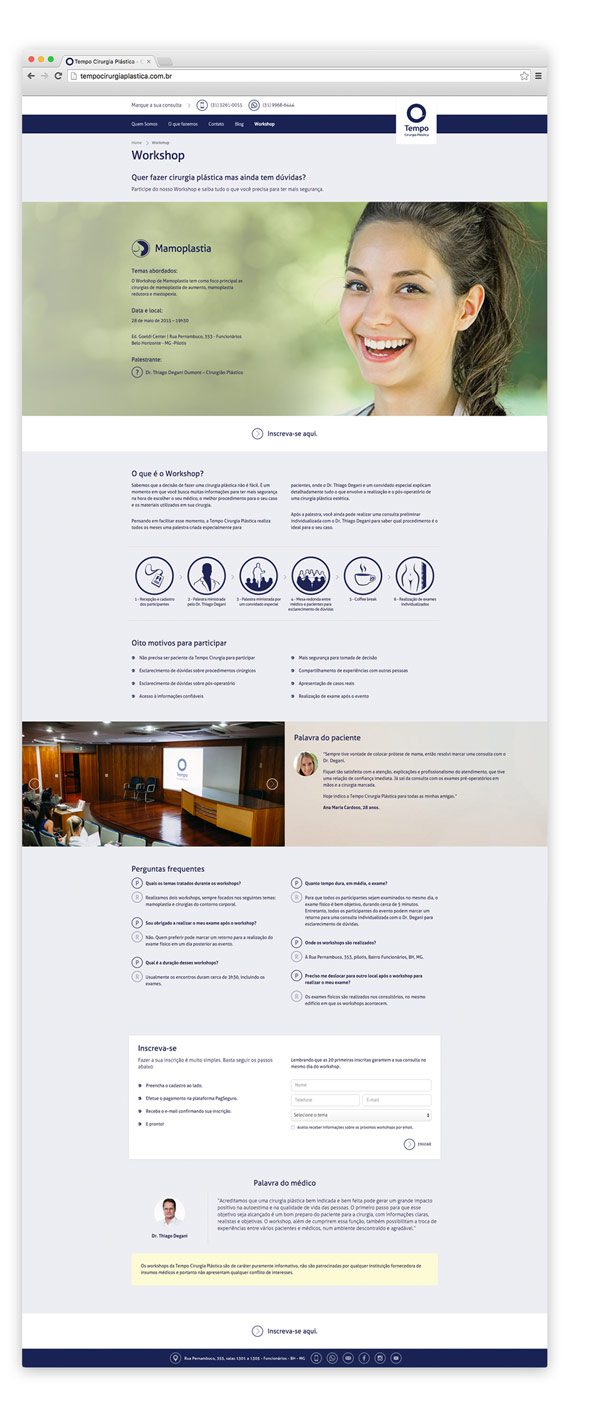 Tempo Cirurgia Plástica - C
tempocirurgiaplastica.com.br
Marque a sua consulta
(31) 3261-0033
(31) 9968-6444
Quem Somos
O que fazemos
Contato
Blog
Workshop
Tempo
Cirurgia Plástica
Home
Workshop
Workshop
Quer fazer cirurgia plástica mas ainda tem dúvidas?
Participe do nosso Workshop e saiba tudo o que você precisa para ter mais segurança.
Mamoplastia
Temas abordados:
O Workshop de Mamoplastia tem como foco principal as
cirurgias de mamoplastia de aumento, mamoplastia
redutora e mastopexia.
Data e local:
28 de maio de 2015 – 19h30
Ed. Goeldi Center | Rua Pernambuco, 353 - Funcionários
Belo Horizonte - MG -Pilotis
Palestrante:
?
Dr. Thiago Degani Dumont – Cirurgião Plástico
Inscreva-se aqui.
O que é o Workshop?
Sabemos que a decisão de fazer uma cirurgia plástica não é fácil. É um
momento em que você busca muitas informações para ter mais segurança
na hora de escolher o seu médico, o melhor procedimento para o seu caso
e os materiais utilizados em sua cirurgia.
Pensando em facilitar esse momento, a Tempo Cirurgia Plástica realiza
todos os meses uma palestra criada especialmente para
pacientes, onde o Dr. Thiago Degani e um convidado especial explicam
detalhadamente tudo a que envolve a realização e o pós-operatório de
uma cirurgia plástica estética.
Após a palestra, você ainda pode realizar uma consulta preliminar
individualizada com o Dr. Thiago Degani para saber qual procedimento é o
ideal para o seu caso.
1 - Recepção e cadastro
dos participantes
2 - Palestra ministrada
pelo Dr. Thiago Degani
3 - Palestra ministrada por
um convidado especial
4 - Mesa-redonda entre
médico e pacientes para
esclarecimento de dúvidas
5 - Coffee break
6 - Realização de exames
individualizados
Oito motivos para participar
Não precisa ser paciente da Tempo Cirurgia para participar
Esclarecimento de dúvidas sobre procedimentos cirúrgicos
Esclarecimento de dúvidas sobre pós-operatório
Acesso à informações confiáveis
Mais segurança para tomada de decisão
Compartilhamento de experiências com outras pessoas
Apresentação de casos reais
Realização de exame após o evento
Tempo
Palavra do paciente
"Sempre tive vontade de colocar prótese de mama, então resolvi marcar uma consulta com o
Dr. Degani.
Fiquei tão satisfeita com a atenção, explicações e profissionalismo do atendimento, que tive
uma relação de confiança imediata. Já saí da consulta com os exames pré-operatórios em
mãos e a cirurgia marcada.
Hoje indico a Tempo Cirurgia Plástica para todas as minhas amigas."
Ana Maria Cardoso, 28 anos.
Perguntas frequentes
P
Quais os temas tratados durante os workshops?
R
Realizamos dois workshops, sempre focados nos seguintes temas:
mamoplastia e cirurgias do contorno corporal.
P
Sou obrigado a realizar o meu exame após o workshop?
R
Não. Quem preferir pode marcar um retorno para a realização do
exame físico em um dia posterior ao evento.
P
Qual é a duração desses workshops?
R
Usualmente os encontros duram cerca de 2h30, incluindo os
exames.
P
Quanto tempo dura, em média, o exame?
R
Para que todos os participantes sejam examinados no mesmo dia, o
exame físico é bem objetivo, durando cerca de 5 minutos.
Entretanto, todos os participantes do evento podem marcar um
retorno para uma consulta individualizada com o Dr. Degani para
esclarecimento de dúvidas.
P
Onde os workshops são realizados?
R
À Rua Pernambuco, 353, pilotis, Bairro Funcionários, BH, MG.
P
Preciso me deslocar para outro local após o workshop para
realizar o meu exame?
R
Os exames físicos são realizados nos consultórios, no mesmo
edifício em que os workshops acontecem.
Inscreva-se
Fazer a sua inscrição é muito simples. Basta seguir os passos
abaixo:
Preencha o cadastro ao lado.
Efetue o pagamento na plataforma PagSeguro.
Receba o e-mail confirmando sua inscrição.
E pronto!
Lembrando que as 20 primeiras inscritas garantem a sua consulta no
mesmo dia do workshop.
Nome
Telefone
E-mail
Selecione o tema
Aceito receber informações sobre os próximos workshops por email.
ENVIAR
Palavra do médico
"Acreditamos que uma cirurgia plástica bem indicada e bem feita pode gerar um grande impacto
positivo na autoestima e na qualidade de vida das pessoas. O primeiro passo para que esse
objetivo seja alcançado é um bom preparo do paciente para a cirurgia, com informações claras,
realistas e objetivas. O workshop, além de cumprirem essa função, também possibilitam a troca de
experiências entre vários pacientes e médicos, num ambiente descontraído e agradável."
Dr. Thiago Degani
Os workshops da Tempo Cirurgia Plástica são de caráter puramente informativo, não são patrocinadas por qualquer instituição fornecedora de
insumos médicos e portanto não apresentam qualquer conflito de interesses.
Inscreva-se aqui.
Rua Pernambuco, 353, salas 1301 a 1305 - Funcionários - BH - MG